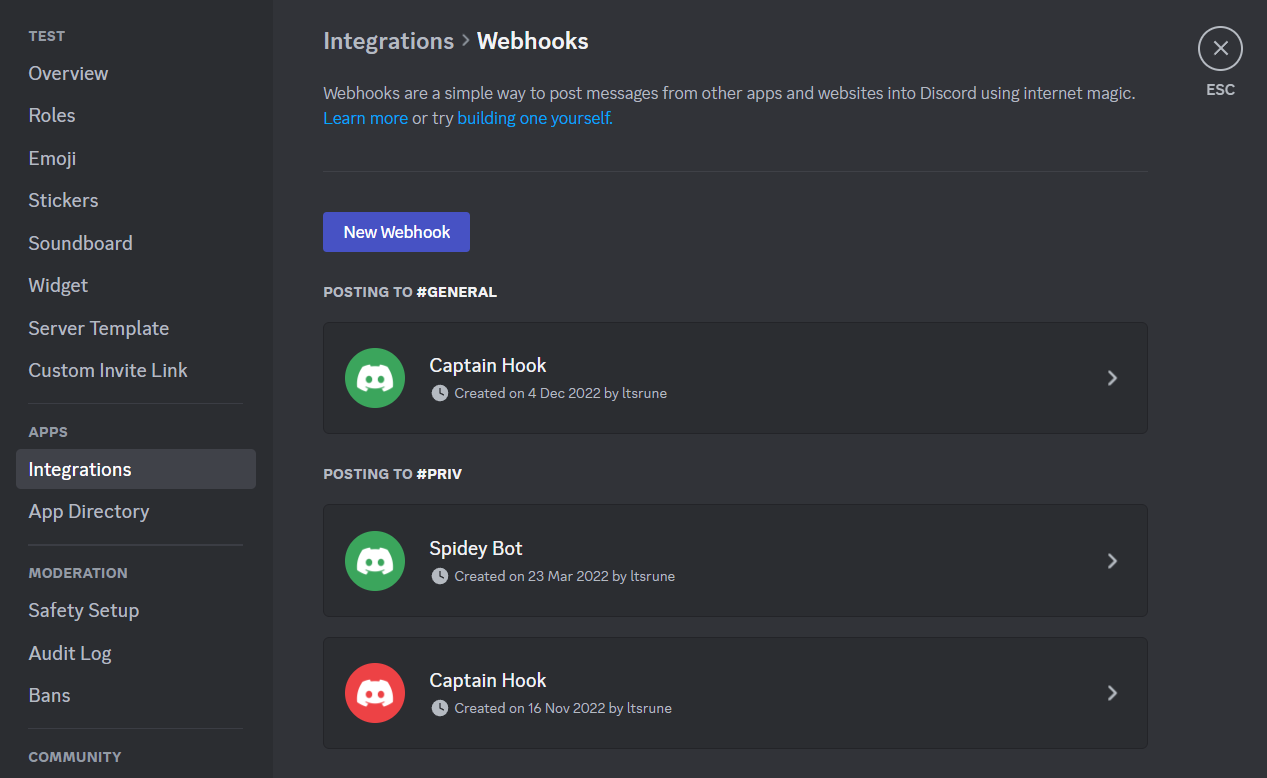 TEST
Overview
Roles
Emoji
Stickers
Soundboard
Widget
Server Template
Custom Invite Link
APPS
Integrations
App Directory
MODERATION
Safety Setup
Audit Log
Bans
COMMUNITY
Integrations > Webhooks
Webhooks are a simple way to post messages from other apps and websites into Discord using internet magic.
Learn more or try building one yourself.
New Webhook
POSTING TO #GENERAL
Captain Hook
Created on 4 Dec 2022 by ltsrune
POSTING TO #PRIV
Spidey Bot
Created on 23 Mar 2022 by ltsrune
Captain Hook
Created on 16 Nov 2022 by ltsrune
ESC